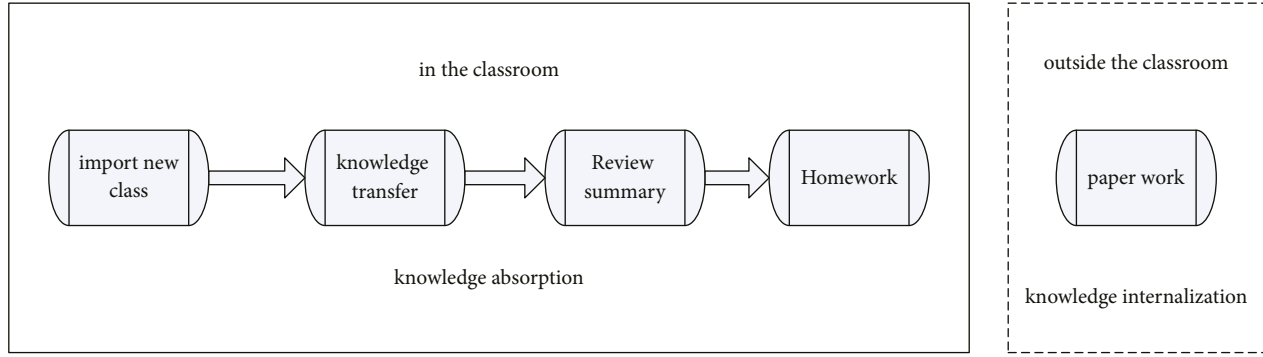 in the classroom
import new
class
knowledge
transfer
Review
summary
Homework
knowledge absorption
outside the classroom
paper work
knowledge internalization